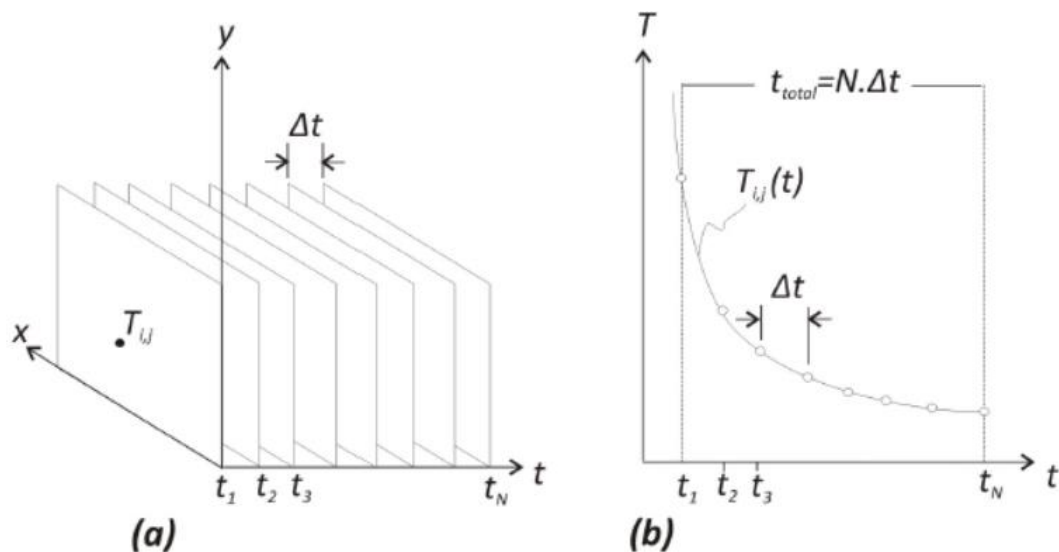 y
Δt
T_{i,j}
x
t_1
t_2
t_3
t_N
t
(a)
T
t_{total}=N.Δt
T_{i,j}(t)
Δt
t_1
t_2
t_3
t_N
t
(b)